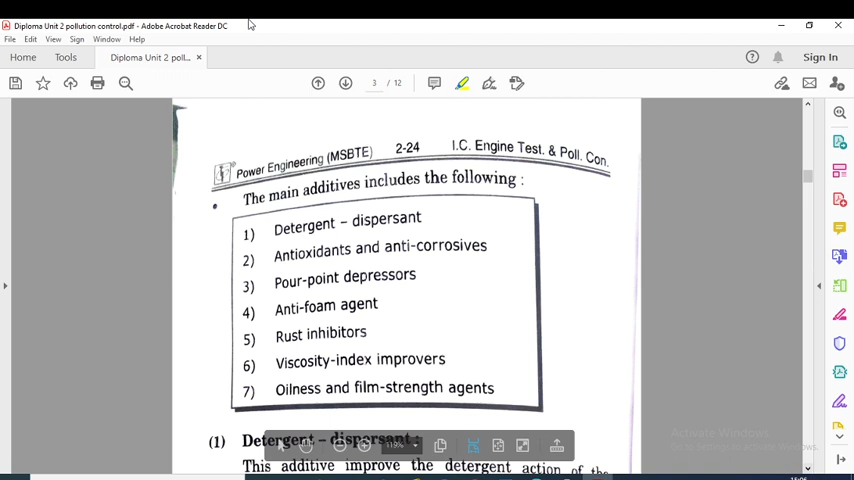 Diploma Unit 2 pollution control.pdf - Adobe Acrobat Reader DC
File Edit View Sign Window Help
Home Tools Diploma Unit 2 poll... × Sign In
3 / 12
Power Engineering (MSBTE) 2-24 I.C. Engine Test. & Poll. Con.
• The main additives includes the following :
1) Detergent – dispersant
2) Antioxidants and anti-corrosives
3) Pour-point depressors
4) Anti-foam agent
5) Rust inhibitors
6) Viscosity-index improvers
7) Oilness and film-strength agents
(1) Detergent – dispersant :
119%
Activate Windows
This additive improve the detergent action of the